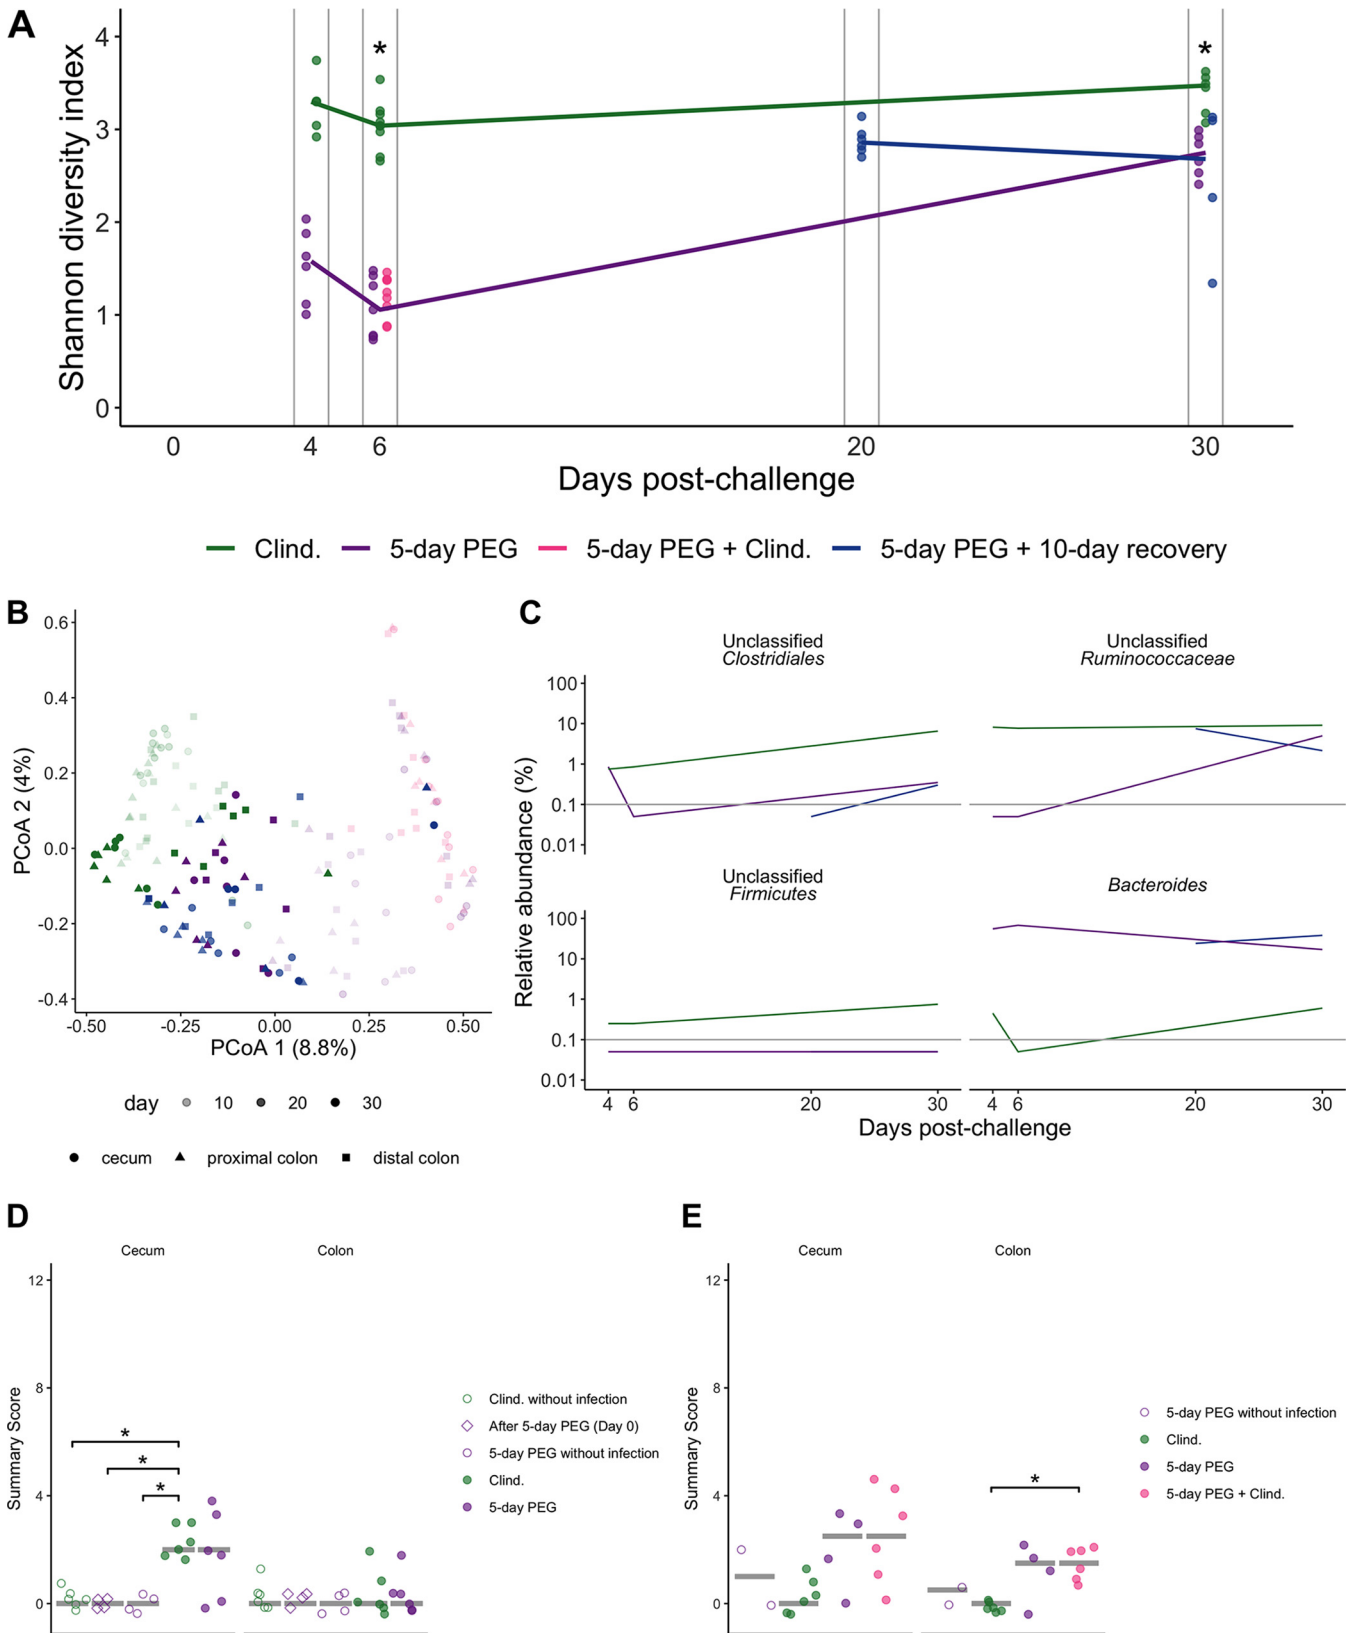 A
Shannon diversity index
4
3
2
1
0
*
*
0 4 6 20 30
Days post-challenge
Clind. 5-day PEG 5-day PEG + Clind. 5-day PEG + 10-day recovery
B
PCoA 2 (4%)
0.6
0.4
0.2
0.0
-0.2
-0.4
-0.50 -0.25 0.00 0.25 0.50
PCoA 1 (8.8%)
day 10 20 30
cecum proximal colon distal colon
C
Relative abundance (%)
Unclassified
Clostridiales
Unclassified
Ruminococcaceae
100
10
1
0.1
0.01
Unclassified
Firmicutes
Bacteroides
100
10
1
0.1
0.01
4 6 20 30 4 6 20 30
Days post-challenge
D
Cecum Colon
Summary Score
12
8
4
0
*
*
*
Clind. without infection
After 5-day PEG (Day 0)
5-day PEG without infection
Clind.
5-day PEG
E
Cecum Colon
Summary Score
12
8
4
0
*
5-day PEG without infection
Clind.
5-day PEG
5-day PEG + Clind.